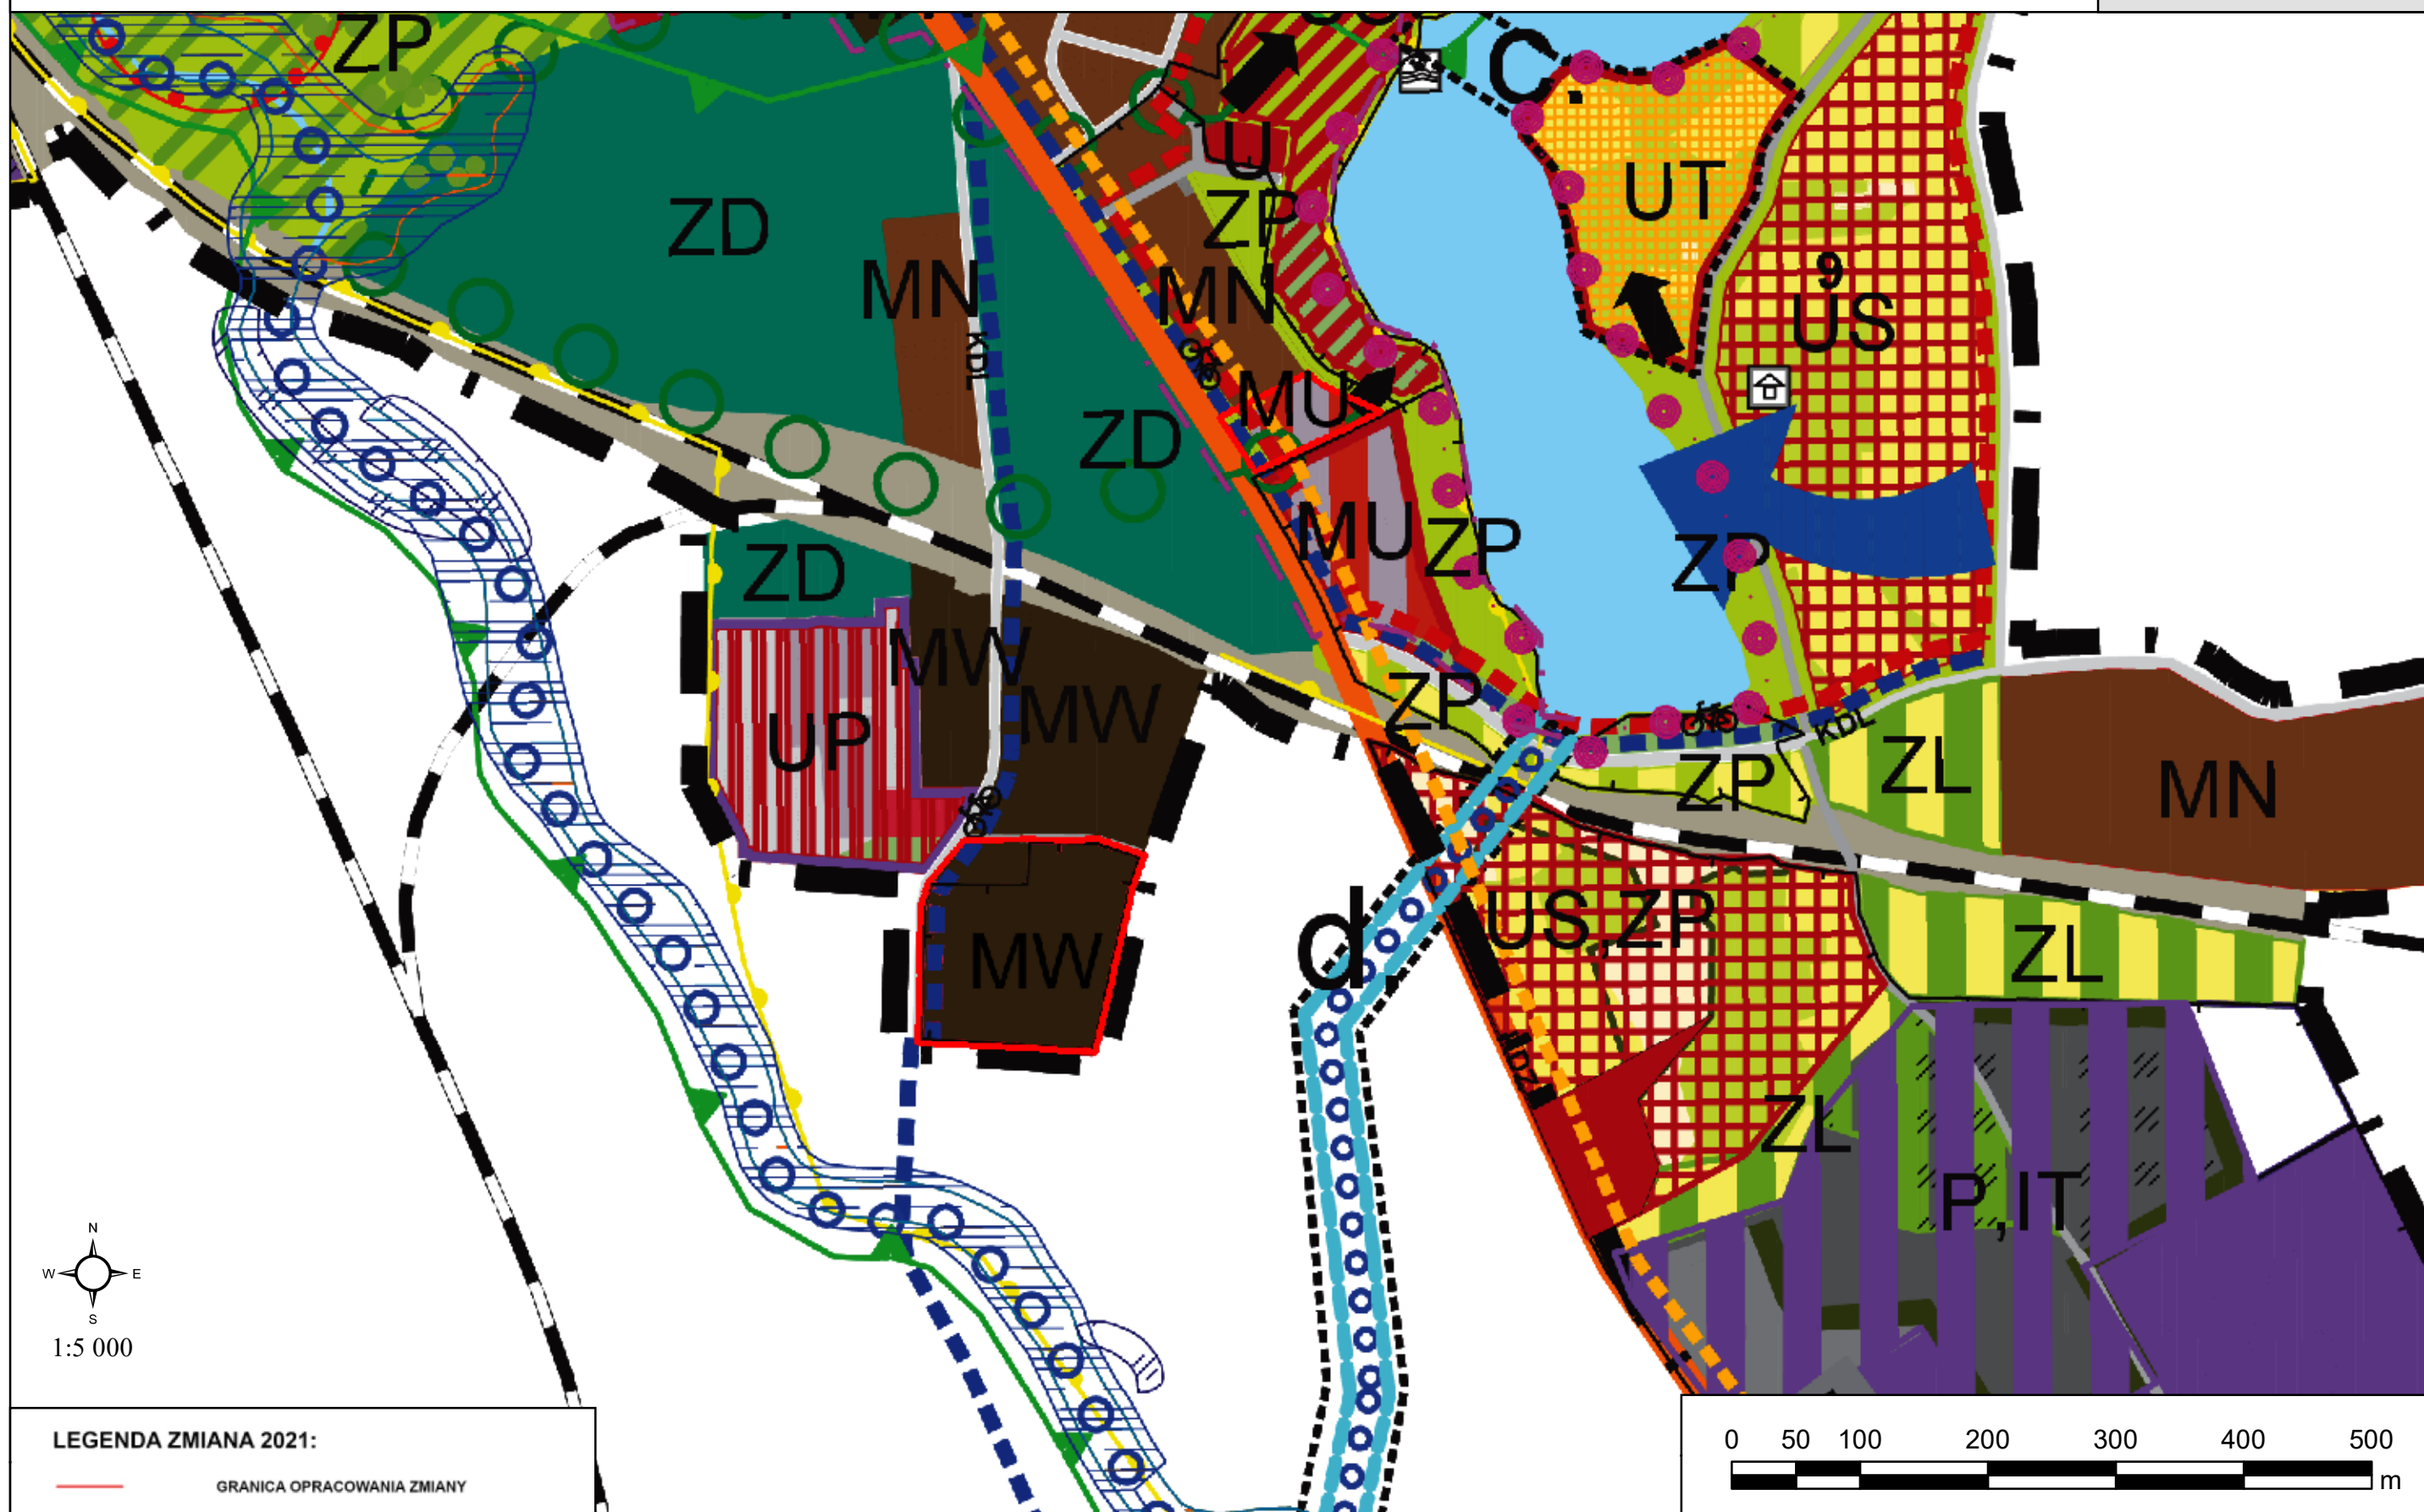 ZP
C.
U
ZD
ZP
UT
MN
MN
9
US
KDL
MU
ZD
MU
ZP
ZP
ZD
MW
MW
UP
ZP
KDL
ZP
ZL
MN
US,ZP
d.
MW
ZL
ZL
P,IT
N
W
E
S
1:5 000
LEGENDA ZMIANA 2021:
GRANICA OPRACOWANIA ZMIANY
0 50 100 200 300 400 500
m